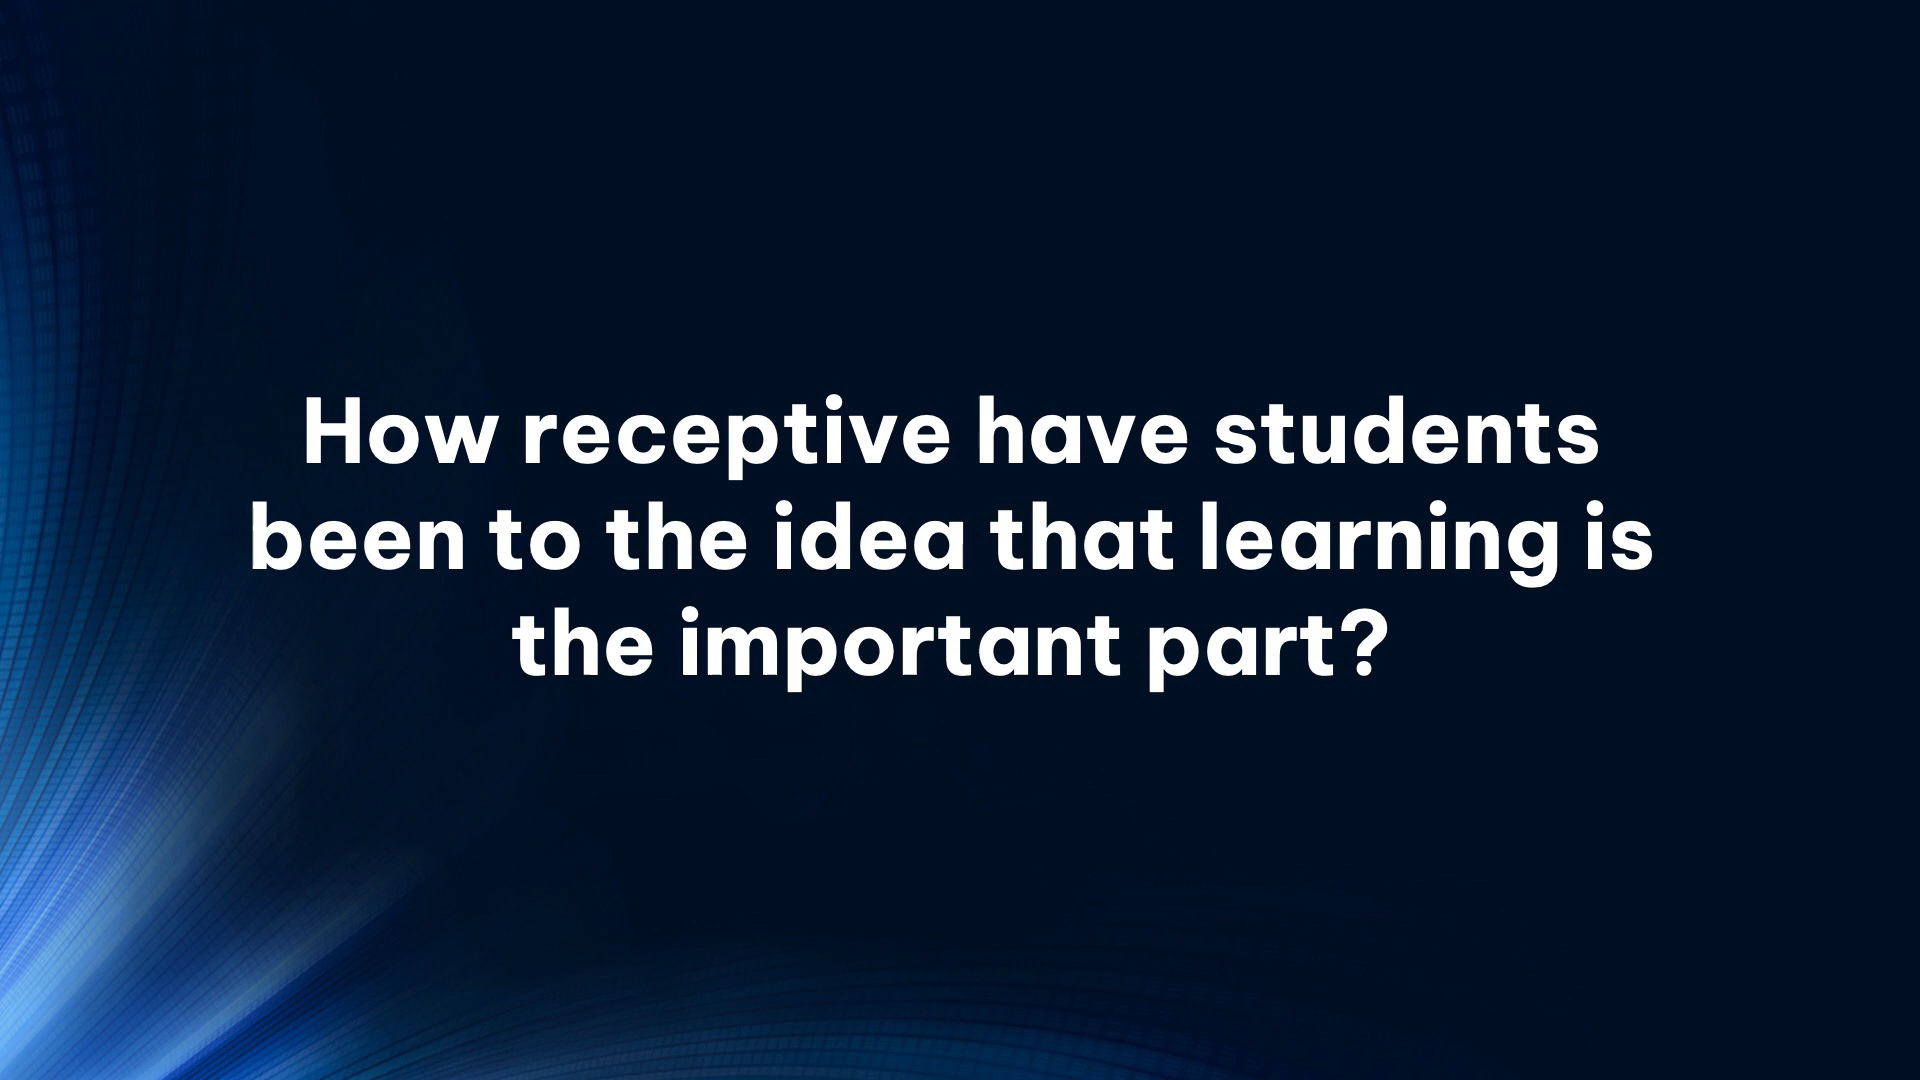 How receptive have students
been to the idea that learning is
the important part?